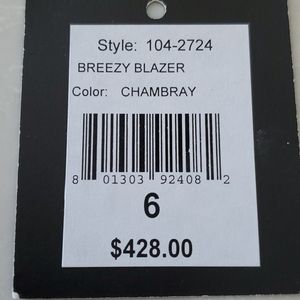 Style: 104-2724
BREEZY BLAZER
Color: CHAMBRAY
8 01303 92408 2
6
$428.00